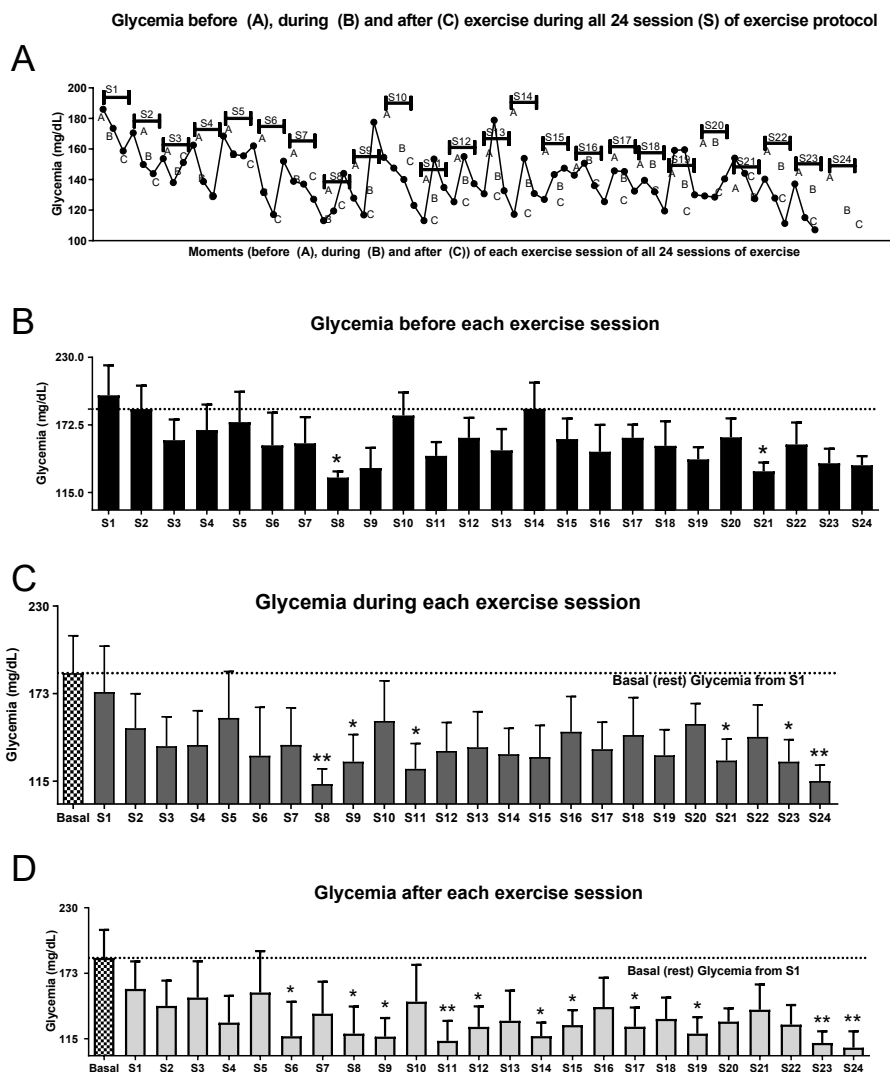 Glycemia before (A), during (B) and after (C) exercise during all 24 session (S) of exercise protocol
A
Glycemia (mg/dL)
200
180
160
140
120
100
S1 S2 S3 S4 S5 S6 S7 S8 S9 S10 S11 S12 S13 S14 S15 S16 S17 S18 S19 S20 S21 S22 S23 S24
A B C
Moments (before (A), during (B) and after (C)) of each exercise session of all 24 sessions of exercise
B
Glycemia before each exercise session
Glycemia (mg/dL)
230.0
172.5
115.0
* *
S1 S2 S3 S4 S5 S6 S7 S8 S9 S10 S11 S12 S13 S14 S15 S16 S17 S18 S19 S20 S21 S22 S23 S24
C
Glycemia during each exercise session
Glycemia (mg/dL)
230
173
115
Basal (rest) Glycemia from S1
** * * * * **
Basal S1 S2 S3 S4 S5 S6 S7 S8 S9 S10 S11 S12 S13 S14 S15 S16 S17 S18 S19 S20 S21 S22 S23 S24
D
Glycemia after each exercise session
Glycemia (mg/dL)
230
173
115
Basal (rest) Glycemia from S1
* * * ** * * * * * ** **
Basal S1 S2 S3 S4 S5 S6 S7 S8 S9 S10 S11 S12 S13 S14 S15 S16 S17 S18 S19 S20 S21 S22 S23 S24